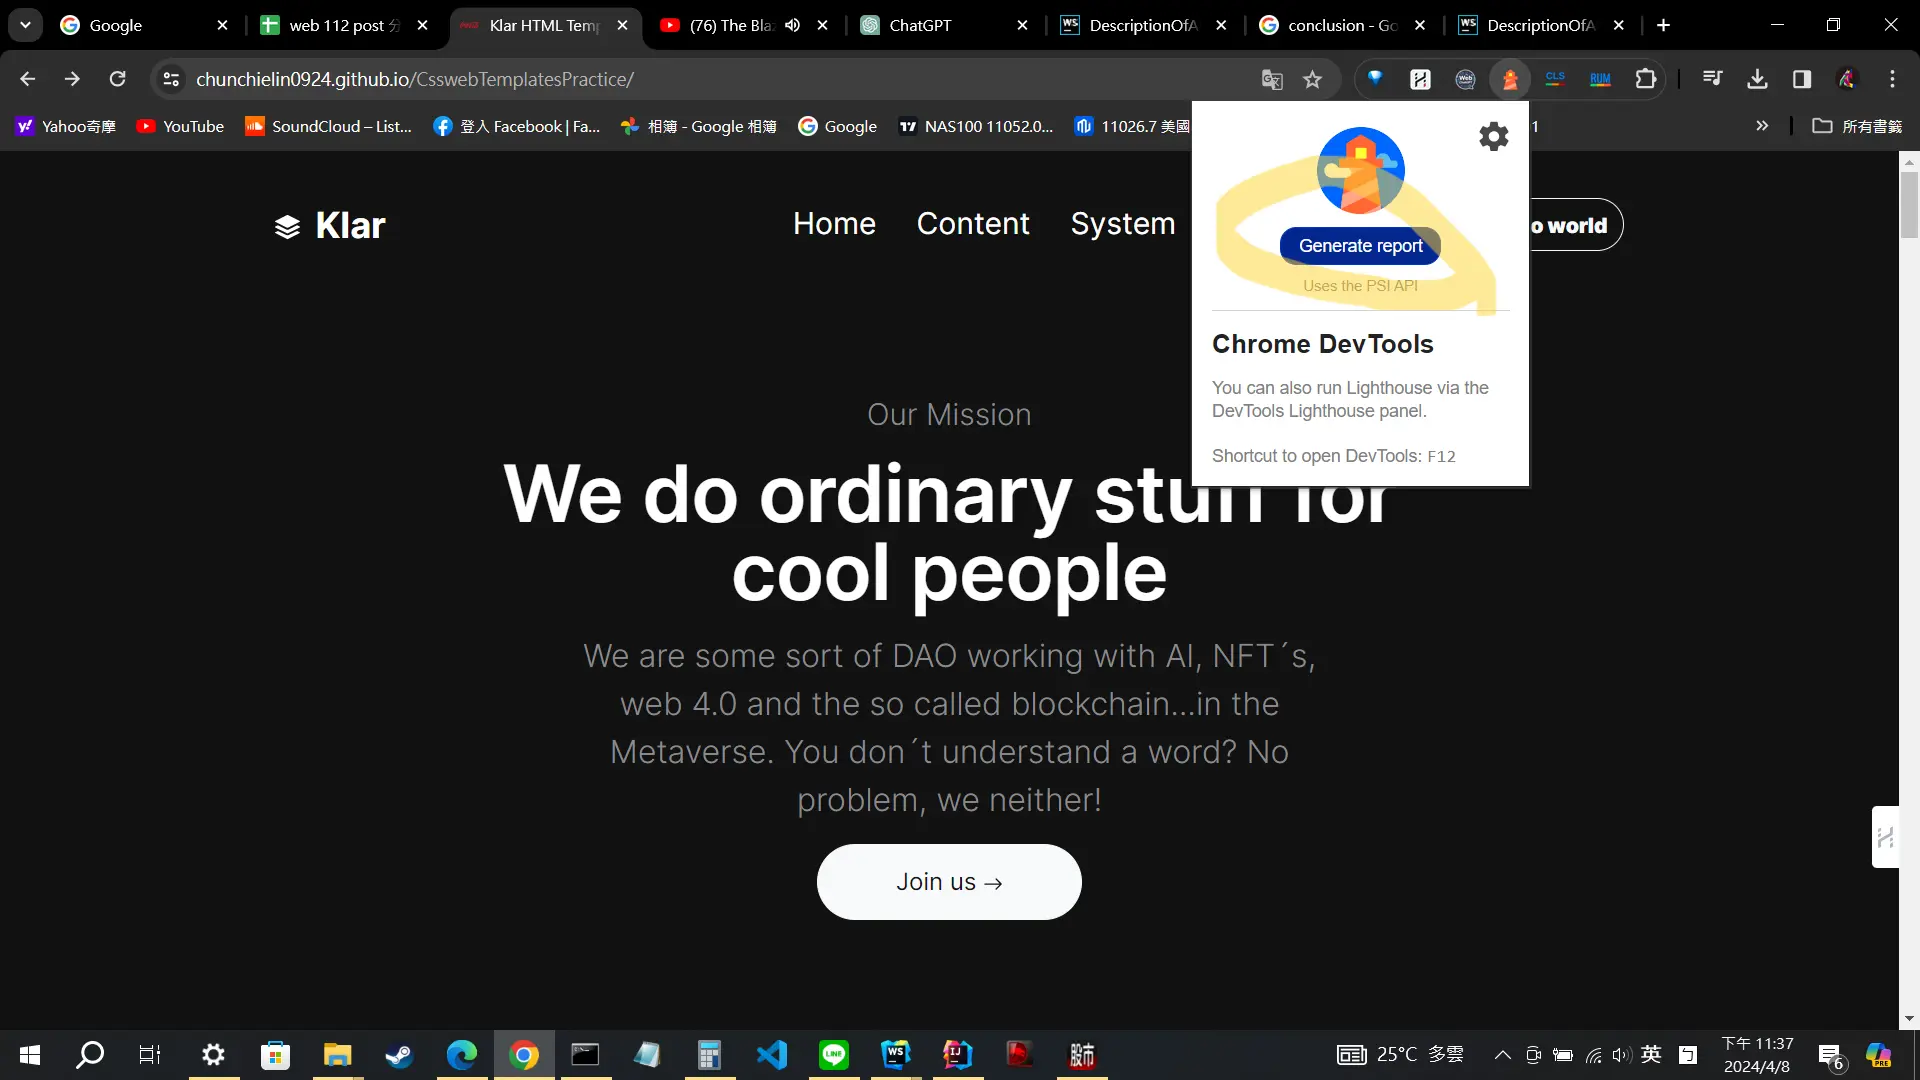 Google
web 112 post 分
Klar HTML Temp
(76) The Bla
ChatGPT
DescriptionOfA
conclusion - Go
DescriptionOfA
chunchielin0924.github.io/CsswebTemplatesPractice/
CLS
RUM
Yahoo奇摩
YouTube
SoundCloud – List...
登入 Facebook | Fa...
相簿 - Google 相簿
Google
NAS100 11052.0...
11026.7 美國
1
所有書籤
Klar
Home
Content
System
o world
Generate report
Uses the PSI API
Chrome DevTools
You can also run Lighthouse via the
DevTools Lighthouse panel.
Shortcut to open DevTools: F12
Our Mission
We do ordinary stuff for
cool people
We are some sort of DAO working with AI, NFT´s,
web 4.0 and the so called blockchain...in the
Metaverse. You don´t understand a word? No
problem, we neither!
Join us →
25°C 多雲
英
下午 11:37
2024/4/8
6